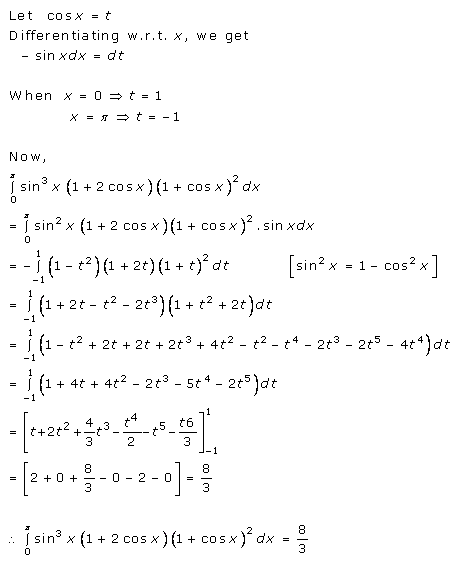 Let cos x = t
Differentiating w.r.t. x, we get
− sin xdx = dt
When x = 0 ⇒ t = 1
x = π ⇒ t = −1
Now,
∫₀^π sin³ x (1 + 2 cos x)(1 + cos x)² dx
= ∫₀^π sin² x (1 + 2 cos x)(1 + cos x)² . sin xdx
= − ∫₋₁^1 (1 − t²)(1 + 2t)(1 + t)² dt [sin² x = 1 − cos² x]
= ∫₋₁^1 (1 + 2t − t² − 2t³)(1 + t² + 2t)dt
= ∫₋₁^1 (1 − t² + 2t + 2t + 2t³ + 4t² − t² − t⁴ − 2t³ − 2t⁵ − 4t⁴)dt
= ∫₋₁^1 (1 + 4t + 4t² − 2t³ − 5t⁴ − 2t⁵)dt
= [t+2t²+4/3 t³−t⁴/2−t⁵−t6/3]₋₁^1
= [2 + 0 + 8/3 − 0 − 2 − 0] = 8/3
∴ ∫₀^π sin³ x (1 + 2 cos x)(1 + cos x)² dx = 8/3